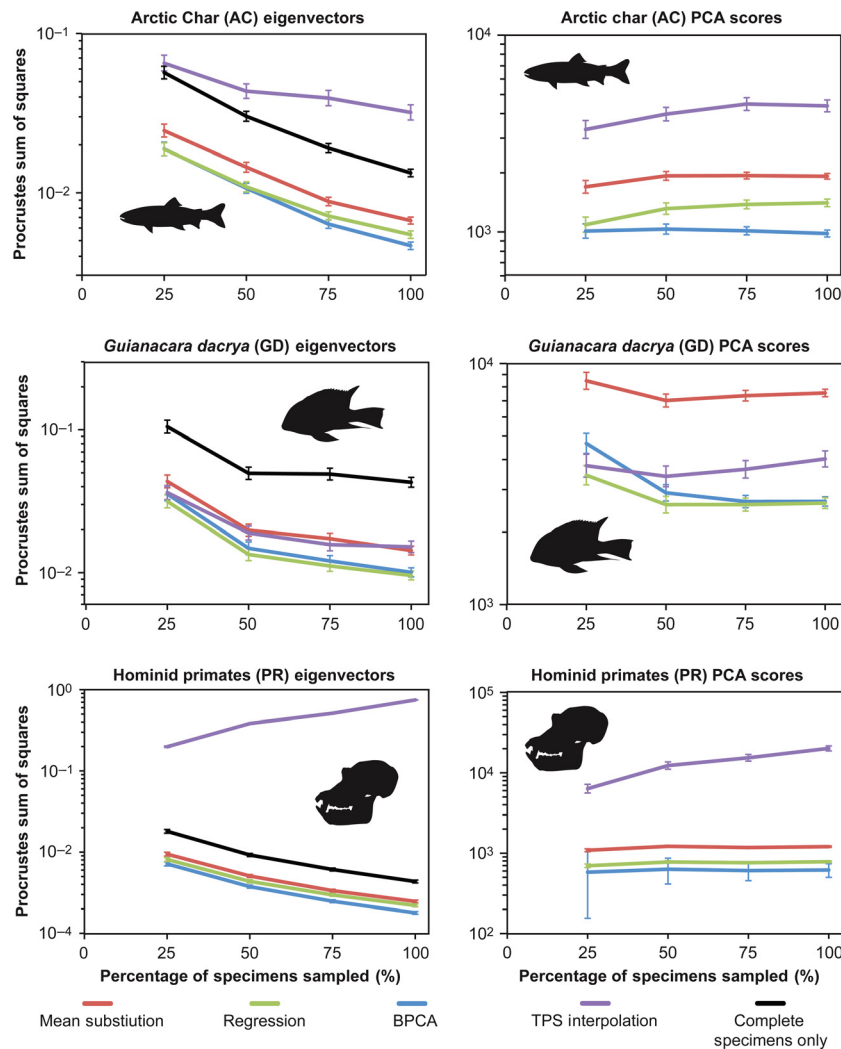 Arctic Char (AC) eigenvectors
Procrustes sum of squares
10⁻¹
10⁻²
0 25 50 75 100
Arctic char (AC) PCA scores
10⁴
10³
0 25 50 75 100
Guianacara dacrya (GD) eigenvectors
Procrustes sum of squares
10⁻¹
10⁻²
0 25 50 75 100
Guianacara dacrya (GD) PCA scores
10⁴
10³
0 25 50 75 100
Hominid primates (PR) eigenvectors
Procrustes sum of squares
10⁰
10⁻¹
10⁻²
10⁻⁴
0 25 50 75 100
Percentage of specimens sampled (%)
Hominid primates (PR) PCA scores
10⁵
10⁴
10³
10²
0 25 50 75 100
Percentage of specimens sampled (%)
Mean substiution
Regression
BPCA
TPS interpolation
Complete
specimens only